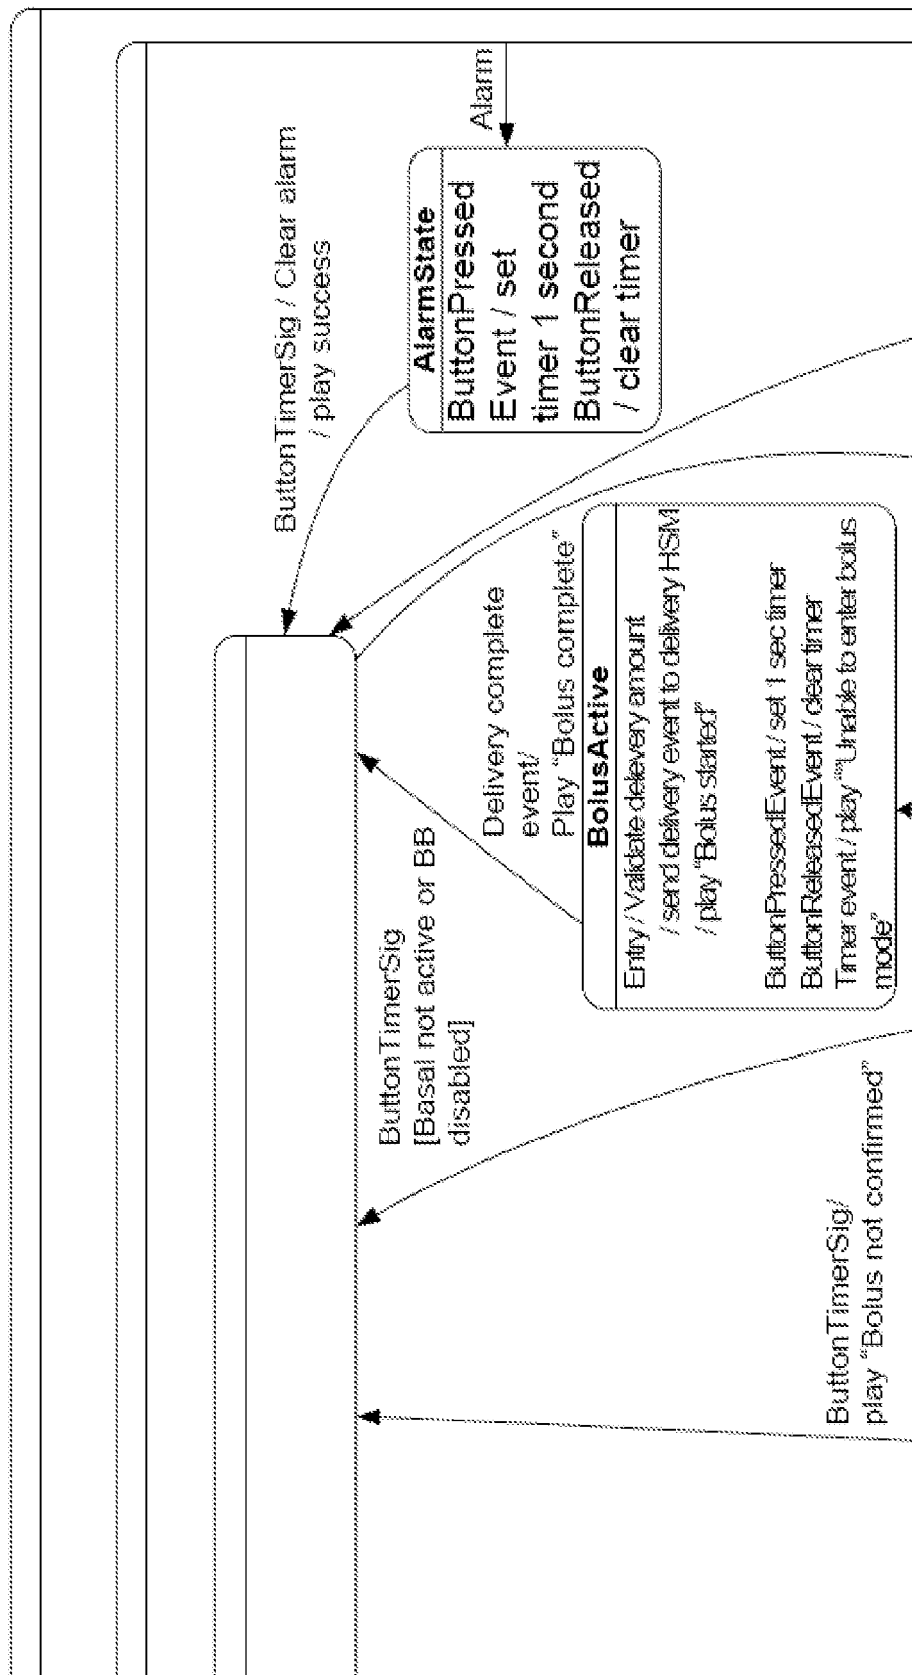 Alarm
ButtonTimerSig / Clear alarm
/ play success
AlarmState
ButtonPressed
Event / set
timer 1 second
ButtonReleased
/ clear timer
Delivery complete
event/
Play “Bolus complete”
BolusActive
Entry / Validate delevery amount
/ send delivery event to delivery HSM
/ play “Bolus started”
ButtonPressedEvent / set 1 sec timer
ButtonReleasedEvent / clear timer
Timer event / play ““Unable to enter bolus
mode”
ButtonTimerSig
[Basal not active or BB
disabled]
ButtonTimerSig/
play “Bolus not confirmed”